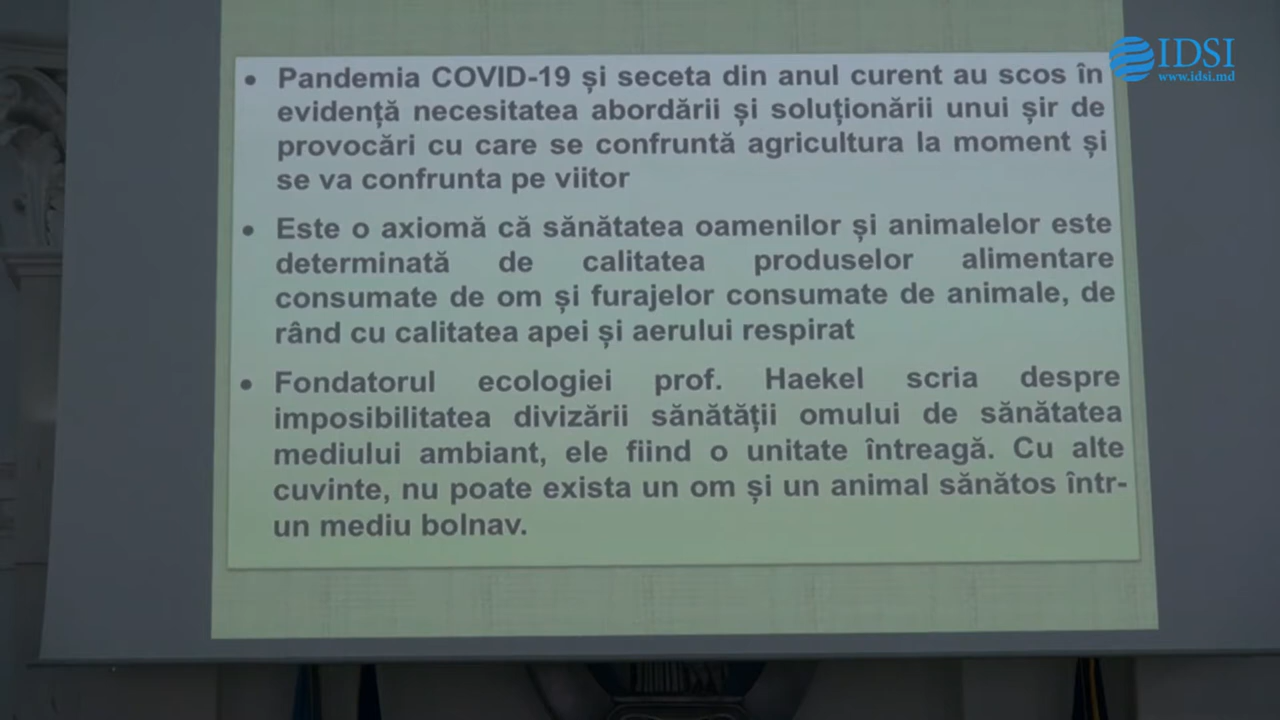 IDSI
www.idsi.md
• Pandemia COVID-19 și seceta din anul curent au scos în
evidență necesitatea abordării și soluționării unui șir de
provocări cu care se confruntă agricultura la moment și
se va confrunta pe viitor
• Este o axiomă că sănătatea oamenilor și animalelor este
determinată de calitatea produselor alimentare
consumate de om și furajelor consumate de animale, de
rând cu calitatea apei și aerului respirat
• Fondatorul ecologiei prof. Haekel scria despre
imposibilitatea divizării sănătății omului de sănătatea
mediului ambiant, ele fiind o unitate întreagă. Cu alte
cuvinte, nu poate exista un om și un animal sănătos într-
un mediu bolnav.